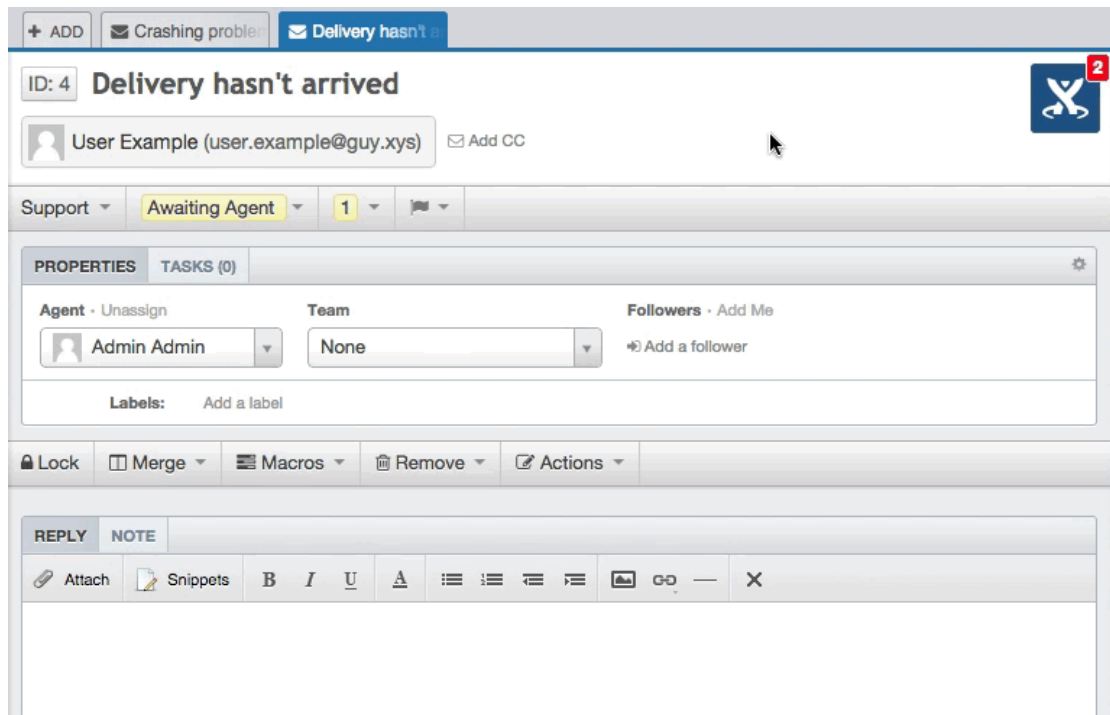 + ADD Crashing problem Delivery hasn't a
ID: 4 Delivery hasn't arrived 2
User Example (user.example@guy.xys) Add CC
Support Awaiting Agent 1
PROPERTIES TASKS (0)
Agent · Unassign Team Followers · Add Me
Admin Admin None Add a follower
Labels: Add a label
Lock Merge Macros Remove Actions
REPLY NOTE
Attach Snippets B I U A